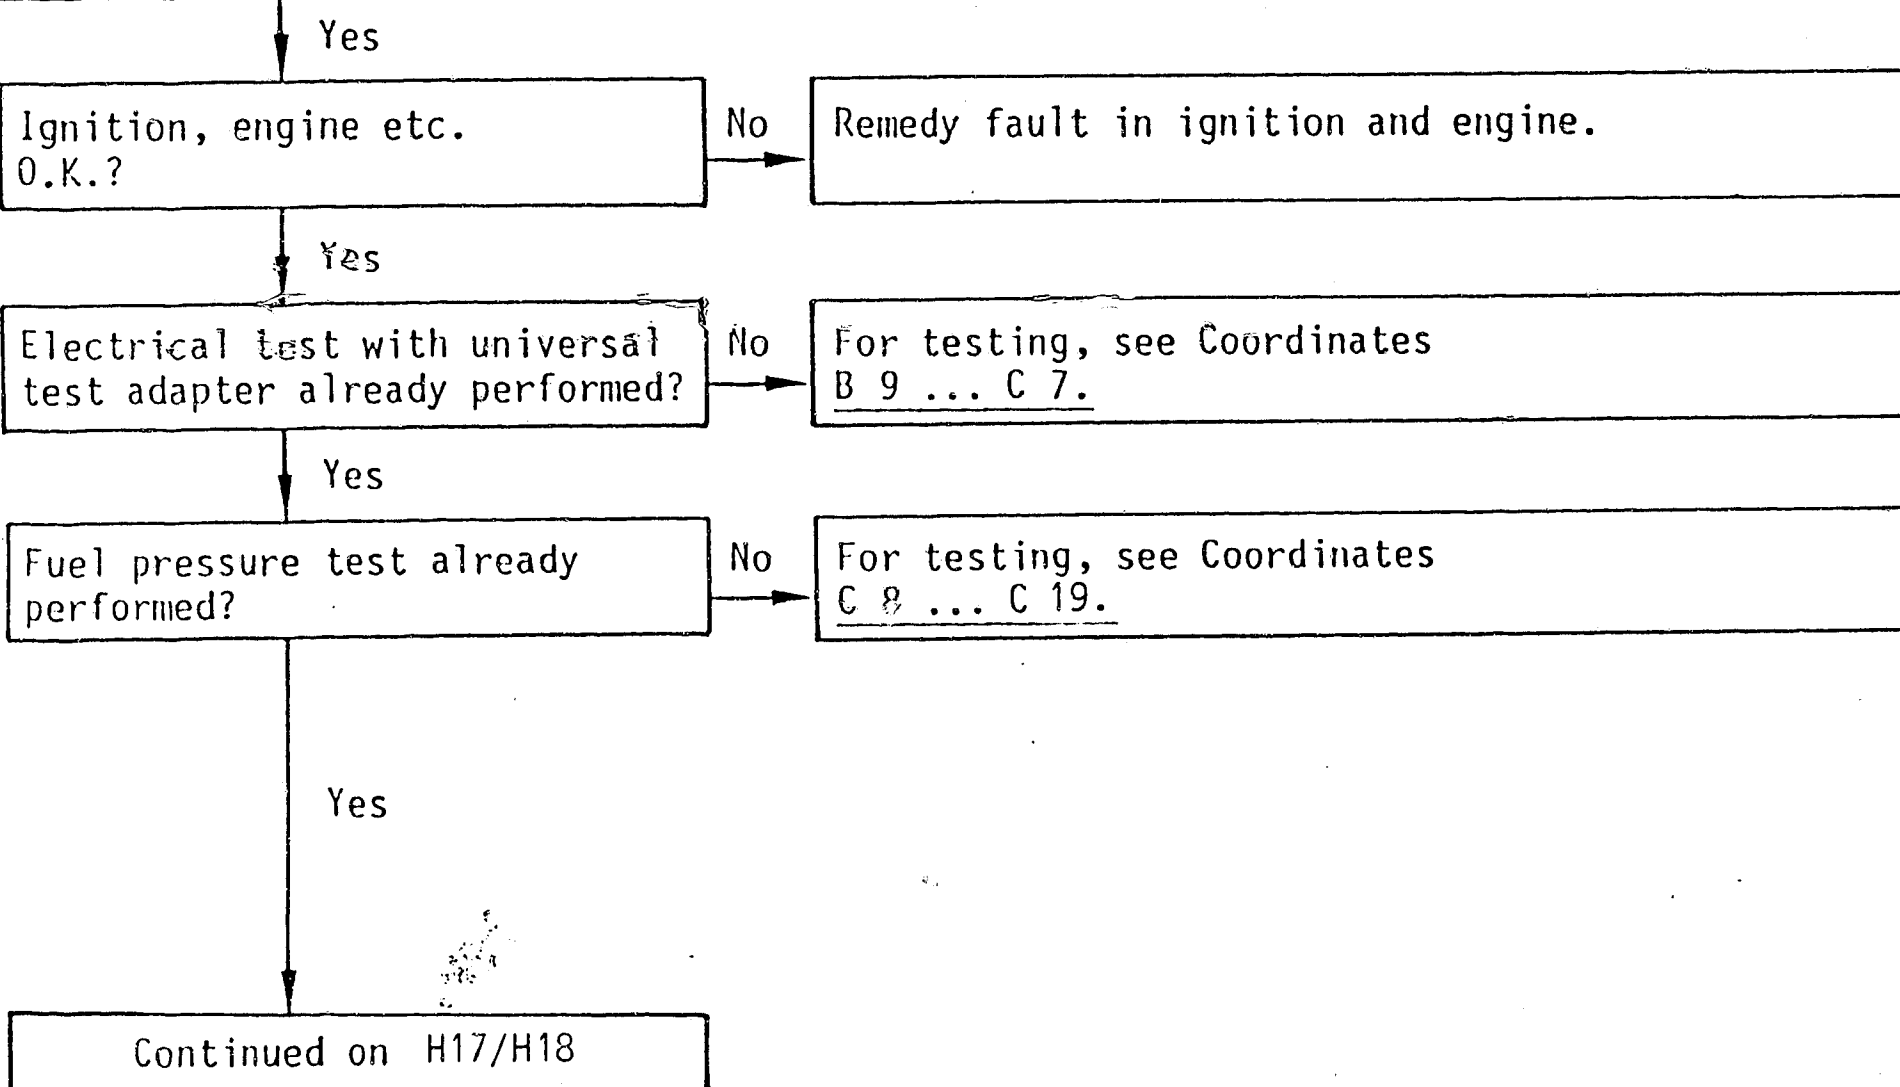 Yes
Ignition, engine etc.
O.K.?
No
Remedy fault in ignition and engine.
Yes
Electrical test with universal
test adapter already performed?
No
For testing, see Coordinates
B 9 ... C 7.
Yes
Fuel pressure test already
performed?
No
For testing, see Coordinates
C 8 ... C 19.
Yes
Continued on H17/H18